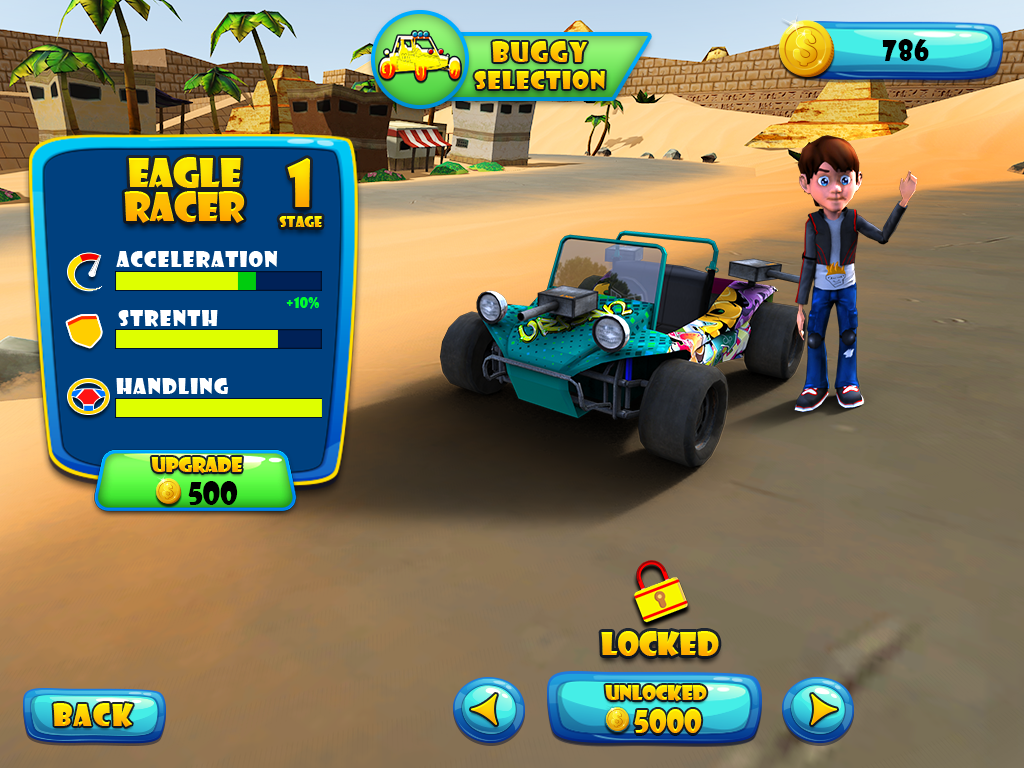 BUGGY
SELECTION
786
EAGLE
RACER
1
STAGE
ACCELERATION
+10%
STRENTH
HANDLING
UPGRADE
500
LOCKED
BACK
UNLOCKED
5000